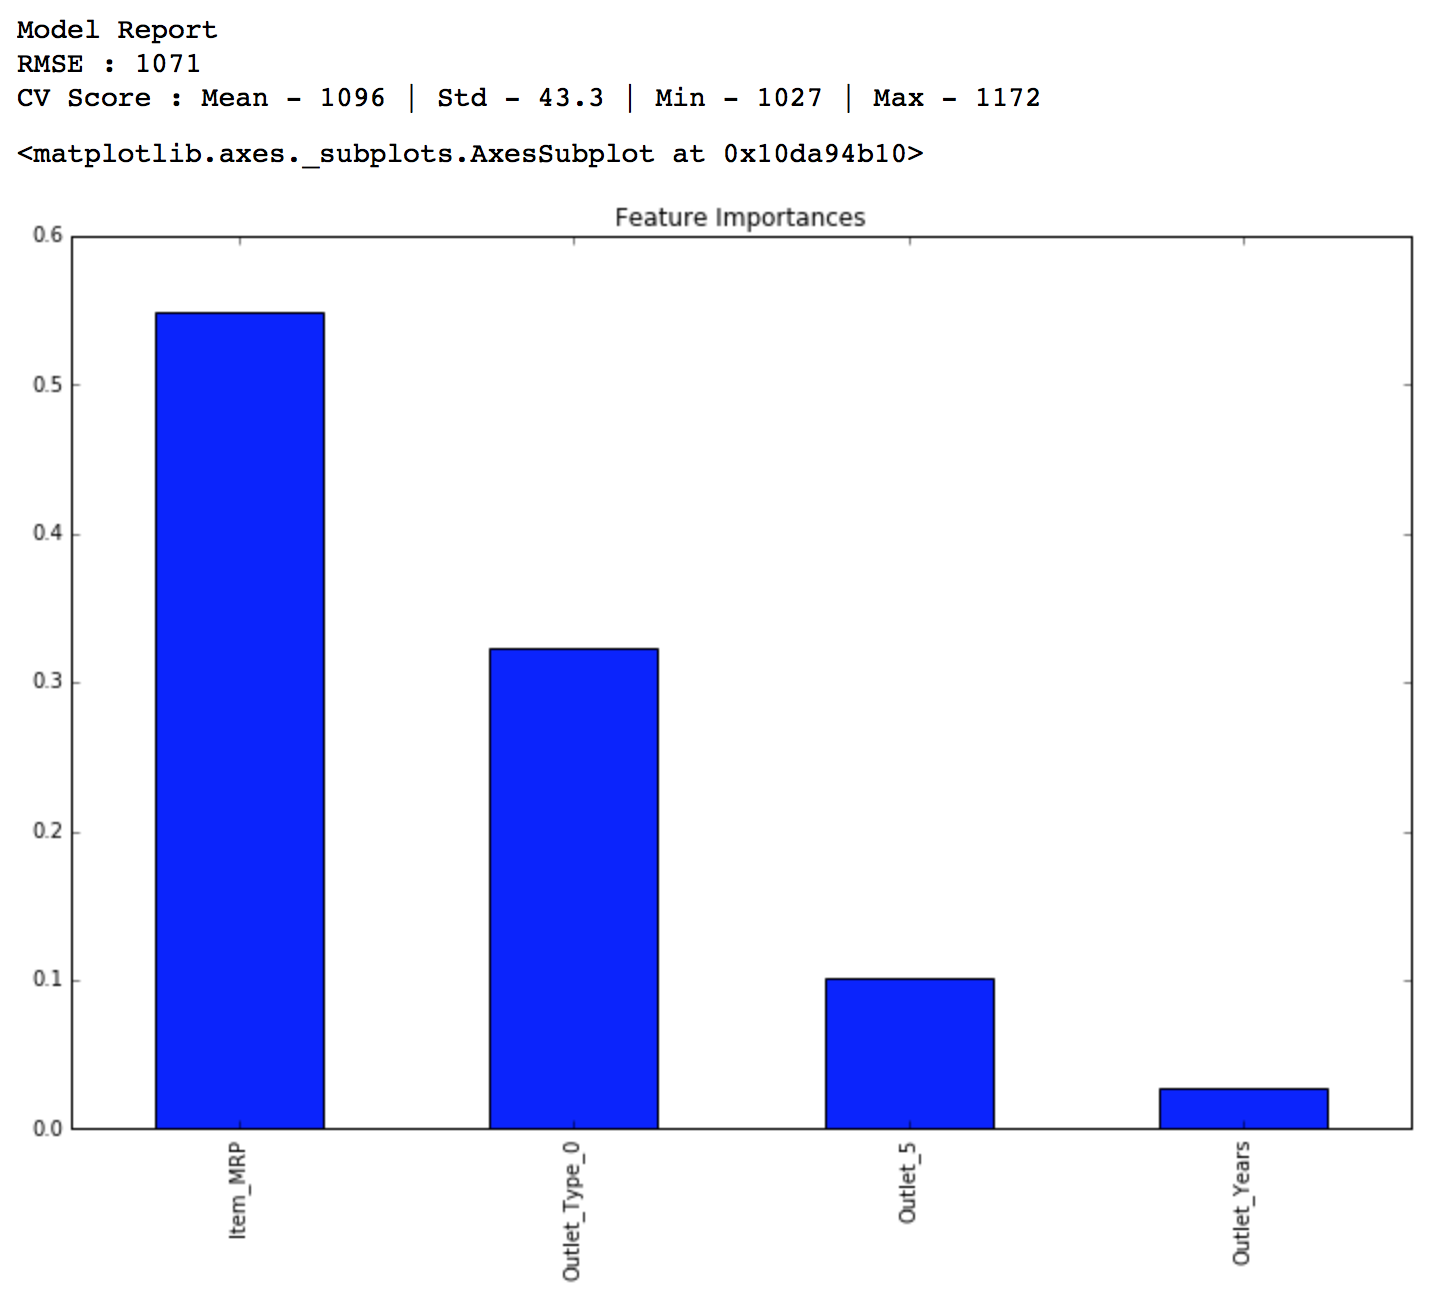 Model Report
RMSE : 1071
CV Score : Mean - 1096 | Std - 43.3 | Min - 1027 | Max - 1172
<matplotlib.axes._subplots.AxesSubplot at 0x10da94b10>
Feature Importances
0.6
0.5
0.4
0.3
0.2
0.1
0.0
Item_MRP
Outlet_Type_0
Outlet_5
Outlet_Years